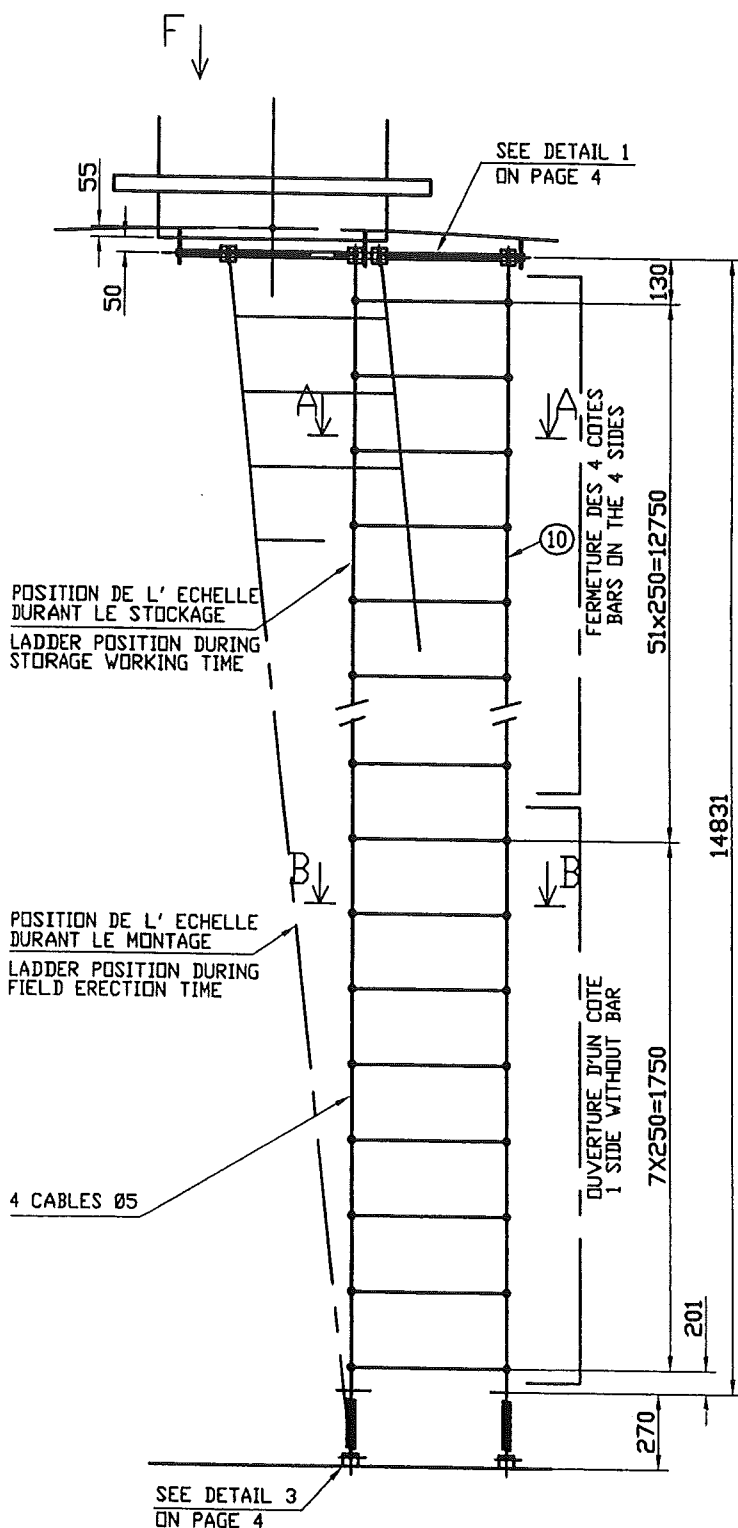 F
SEE DETAIL 1
ON PAGE 4
55
50
130
A
A
FERMETURE DES 4 COTES
BARS ON THE 4 SIDES
51x250=12750
10
POSITION DE L' ECHELLE
DURANT LE STOCKAGE
LADDER POSITION DURING
STORAGE WORKING TIME
14831
B
B
POSITION DE L' ECHELLE
DURANT LE MONTAGE
LADDER POSITION DURING
FIELD ERECTION TIME
OUVERTURE D'UN COTE
1 SIDE WITHOUT BAR
7X250=1750
4 CABLES Ø5
201
270
SEE DETAIL 3
ON PAGE 4